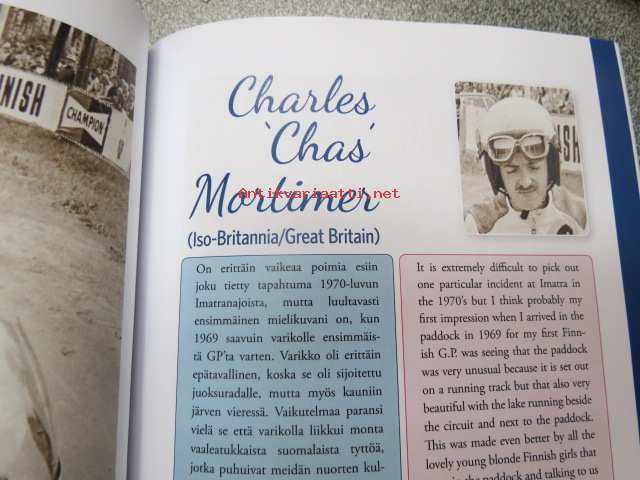 NISH
CHAMPION
Charles
'Chas'
Mortimer
Antikvariaatti.net
(Iso-Britannia/Great Britain)
On erittäin vaikeaa poimia esiin
joku tietty tapahtuma 1970-luvun
Imatranajoista, mutta luultavasti
ensimmäinen mielikuvani on, kun
1969 saavuin varikolle ensimmäis-
tä GP'ta varten. Varikko oli erittäin
epätavallinen, koska se oli sijoitettu
juoksuradalle, mutta myös kauniin
järven vieressä. Vaikutelmaa paransi
vielä se että varikolla liikkui monta
vaaleatukkaista suomalaista tyttöä,
jotka puhuivat meidän nuorten kul-
It is extremely difficult to pick out
one particular incident at Imatra in
the 1970's but I think probably my
first impression when I arrived in the
paddock in 1969 for my first Finn-
ish G.P. was seeing that the paddock
was very unusual because it is set out
on a running track but that also very
beautiful with the lake running beside
the circuit and next to the paddock.
This was made even better by all the
lovely young blonde Finnish girls that
in the paddock and talking to us